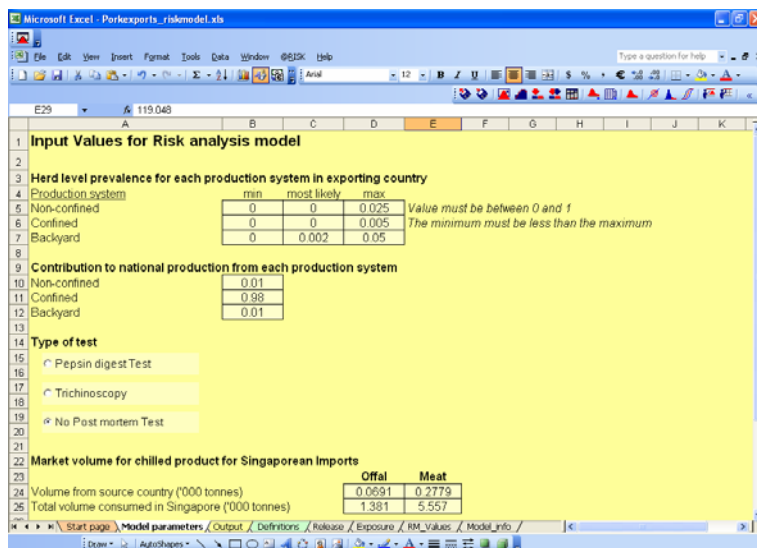 Microsoft Excel - Porkexports_riskmodel.xls
File Edit View Insert Format Tools Data Window @RISK Help Type a question for help
Arial 12 B I U $ % ,
E29 fx 119.048
A B C D E F G H I J K
1 Input Values for Risk analysis model
2
3 Herd level prevalence for each production system in exporting country
4 Production system min most likely max
5 Non-confined 0 0 0.025 Value must be between 0 and 1
6 Confined 0 0 0.005 The minimum must be less than the maximum
7 Backyard 0 0.002 0.05
8
9 Contribution to national production from each production system
10 Non-confined 0.01
11 Confined 0.98
12 Backyard 0.01
13
14 Type of test
15
Pepsin digest Test
16
17
Trichinoscopy
18
19
No Post mortem Test
20
21
22 Market volume for chilled product for Singaporean Imports
23 Offal Meat
24 Volume from source country ('000 tonnes) 0.0691 0.2779
25 Total volume consumed in Singapore ('000 tonnes) 1.381 5.557
Start page / Model parameters / Output / Definitions / Release / Exposure / RM_Values / Model_info /
Draw AutoShapes